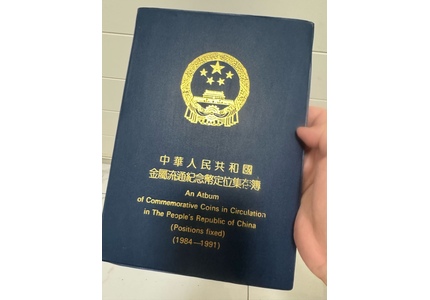 中華人民共和國
金屬流通紀念幣定位集存簿
An Atbum
of Commemorative Coins in Circulation
in The People's Republic of China
(Positions fixed)
(1984—1991)